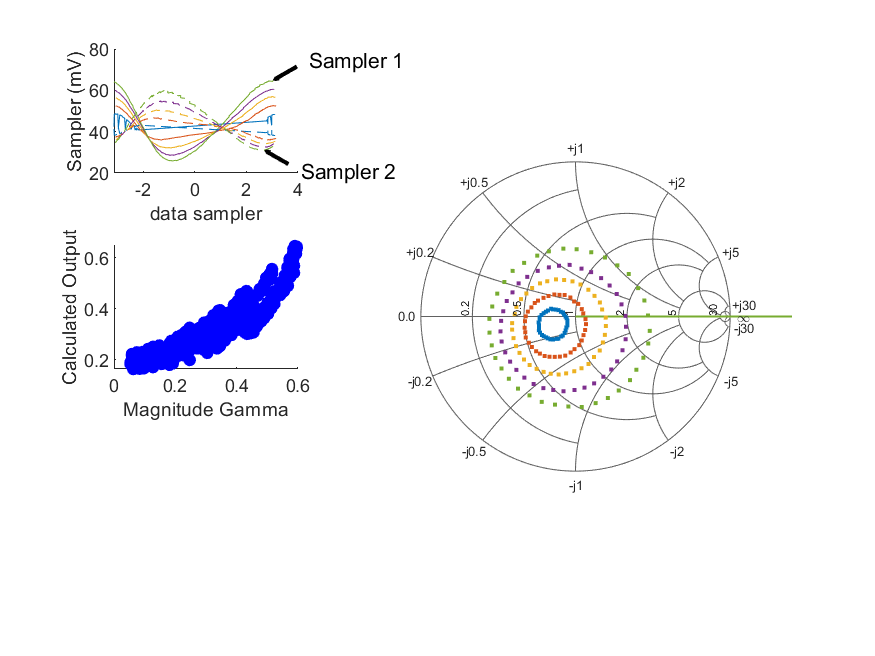 80
60
40
20
Sampler (mV)
-2
0
2
4
data sampler
Sampler 1
Sampler 2
0.6
0.4
0.2
Calculated Output
0
0.2
0.4
0.6
Magnitude Gamma
+j1
+j0.5
+j2
+j0.2
+j5
0.0
0.2
0.5
1
2
5
30
+j30
-j30
-j0.2
-j5
-j0.5
-j2
-j1